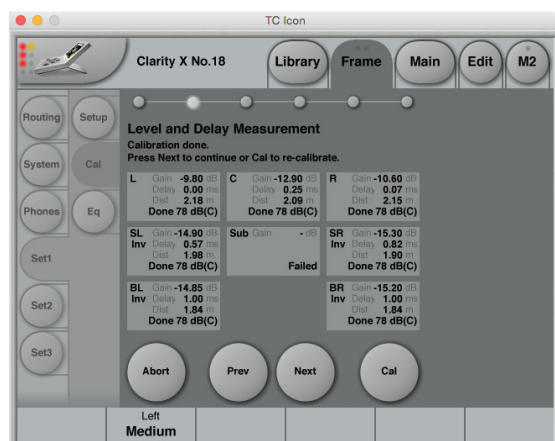 TC Icon
Clarity X No.18
Library
Frame
Main
Edit
M2
Routing
Setup
System
Cal
Phones
Eq
Set1
Set2
Set3
Level and Delay Measurement
Calibration done.
Press Next to continue or Cal to re-calibrate.
L Gain -9.80 dB
Delay 0.00 ms
Dist 2.18 m
Done 78 dB(C)
C Gain -12.90 dB
Delay 0.25 ms
Dist 2.09 m
Done 78 dB(C)
R Gain -10.60 dB
Delay 0.07 ms
Dist 2.15 m
Done 78 dB(C)
SL Gain -14.90 dB
Inv Delay 0.57 ms
Dist 1.98 m
Done 78 dB(C)
Sub Gain - dB
Failed
SR Gain -15.30 dB
Inv Delay 0.82 ms
Dist 1.90 m
Done 78 dB(C)
BL Gain -14.85 dB
Inv Delay 1.00 ms
Dist 1.84 m
Done 78 dB(C)
BR Gain -15.20 dB
Inv Delay 1.00 ms
Dist 1.84 m
Done 78 dB(C)
Abort
Prev
Next
Cal
Left
Medium